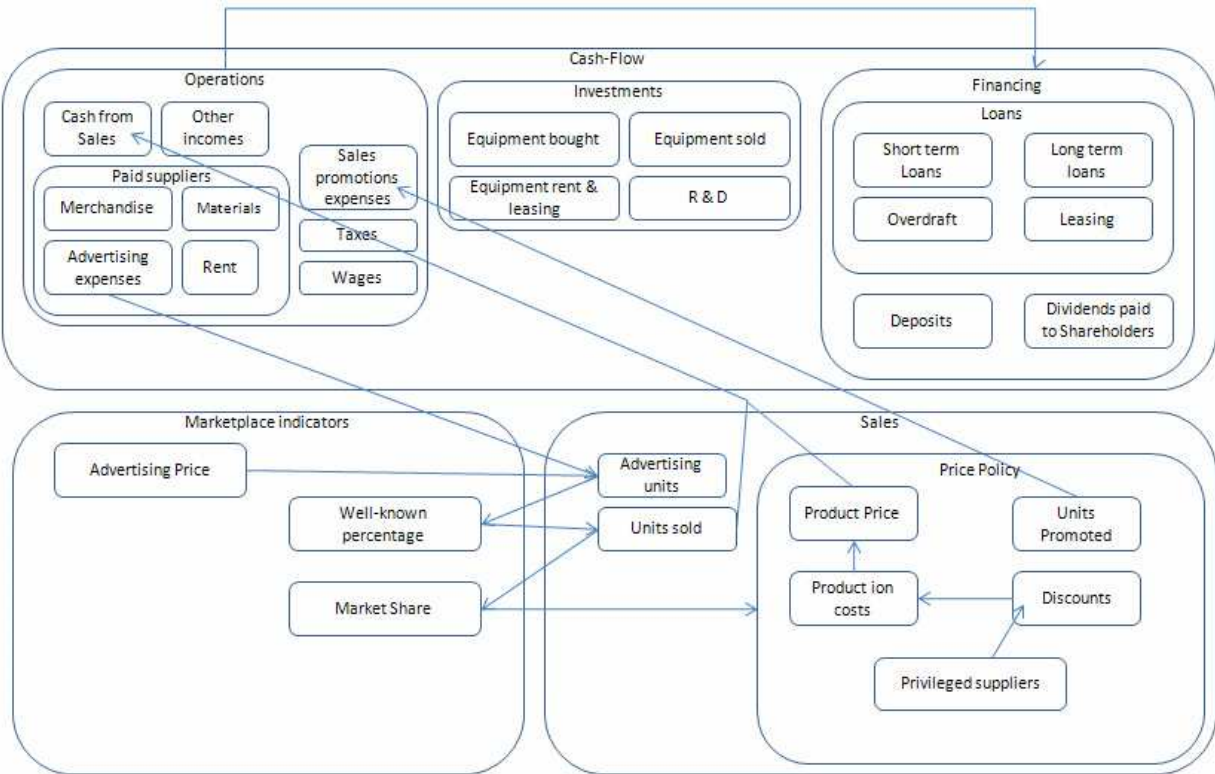 Cash-Flow
Operations
Cash from
Sales
Other
incomes
Paid suppliers
Merchandise
Materials
Advertising
expenses
Rent
Sales
promotions
expenses
Taxes
Wages
Investments
Equipment bought
Equipment sold
Equipment rent &
leasing
R & D
Financing
Loans
Short term
Loans
Long term
loans
Overdraft
Leasing
Deposits
Dividends paid
to Shareholders
Marketplace indicators
Advertising Price
Well-known
percentage
Market Share
Sales
Advertising
units
Units sold
Price Policy
Product Price
Units
Promoted
Product ion
costs
Discounts
Privileged suppliers